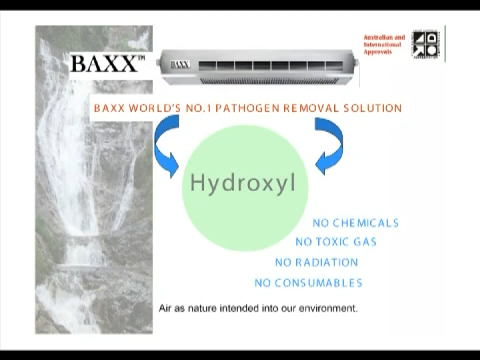 BAXX™
BAXX
Australian and
International
Approvals
BAXX WORLD'S NO.1 PATHOGEN REMOVAL SOLUTION
Hydroxyl
NO CHEMICALS
NO TOXIC GAS
NO RADIATION
NO CONSUMABLES
Air as nature intended into our environment.